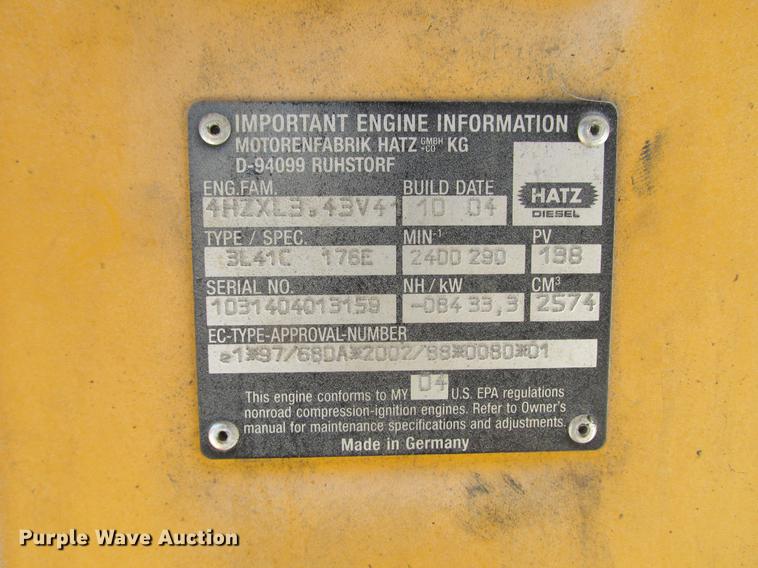 IMPORTANT ENGINE INFORMATION
MOTORENFABRIK HATZ GMBH +CO KG
D-94099 RUHSTORF
ENG.FAM. BUILD DATE
4HZXL3.43V41 10 04
HATZ
DIESEL
TYPE / SPEC. MIN-1 PV
3L41C 176E 2400 290 198
SERIAL NO. NH / kW CM³
1031404013159 -084 33,3 2574
EC-TYPE-APPROVAL-NUMBER
e1*97/68DA*2002/88*0080*01
This engine conforms to MY 04 U.S. EPA regulations
nonroad compression-ignition engines. Refer to Owner's
manual for maintenance specifications and adjustments.
Made in Germany
Purple Wave Auction